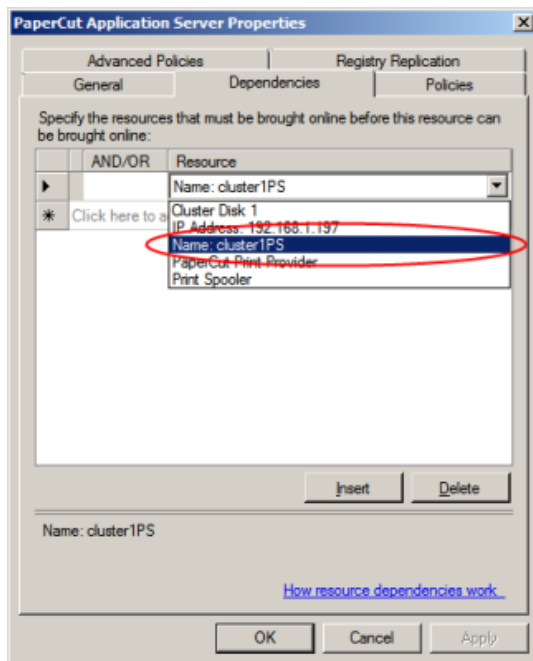 PaperCut Application Server Properties
Advanced Policies
Registry Replication
General
Dependencies
Policies
Specify the resources that must be brought online before this resource can
be brought online:
AND/OR
Resource
Name: cluster1PS
Click here to a
Cluster Disk 1
IP Address: 192.168.1.197
Name: cluster1PS
PaperCut Print Provider
Print Spooler
Insert
Delete
Name: cluster1PS
How resource dependencies work...
OK
Cancel
Apply